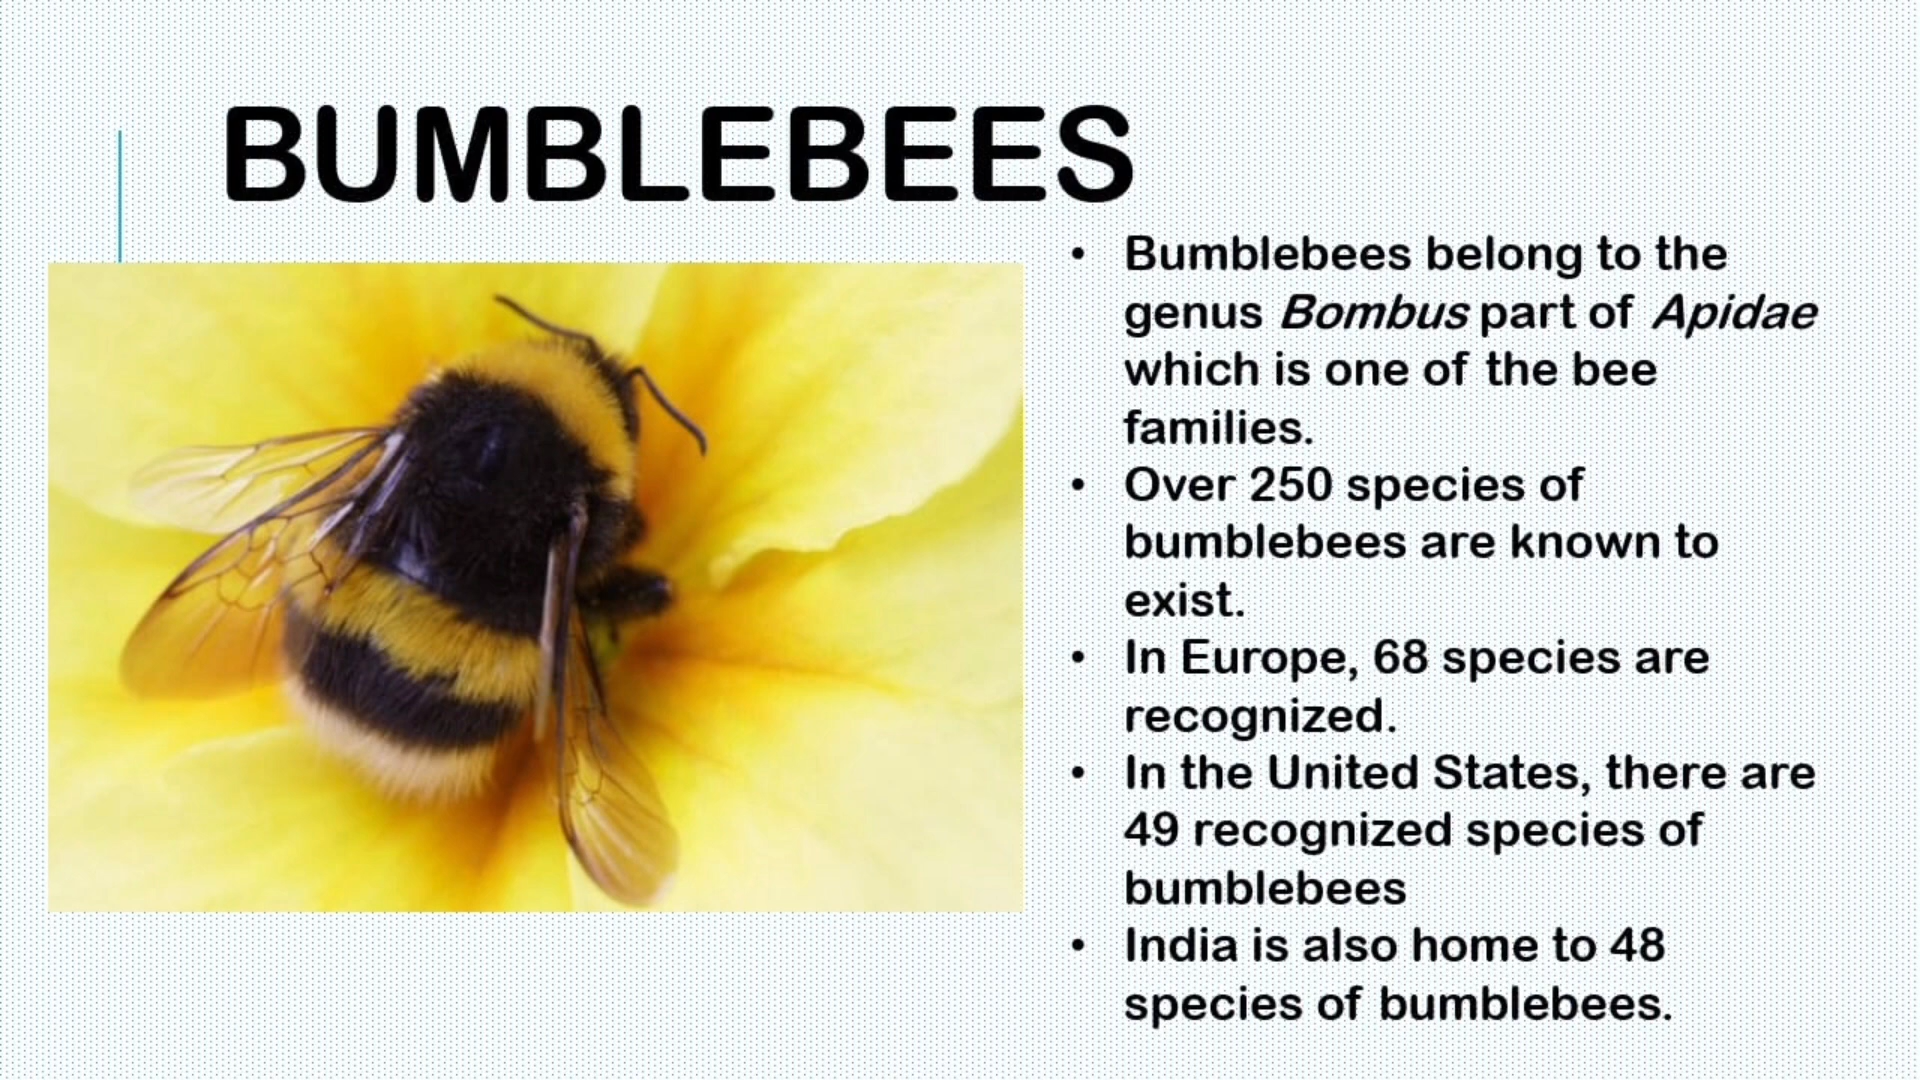 BUMBLEBEES
• Bumblebees belong to the
genus Bombus part of Apidae
which is one of the bee
families.
• Over 250 species of
bumblebees are known to
exist.
• In Europe, 68 species are
recognized.
• In the United States, there are
49 recognized species of
bumblebees
• India is also home to 48
species of bumblebees.